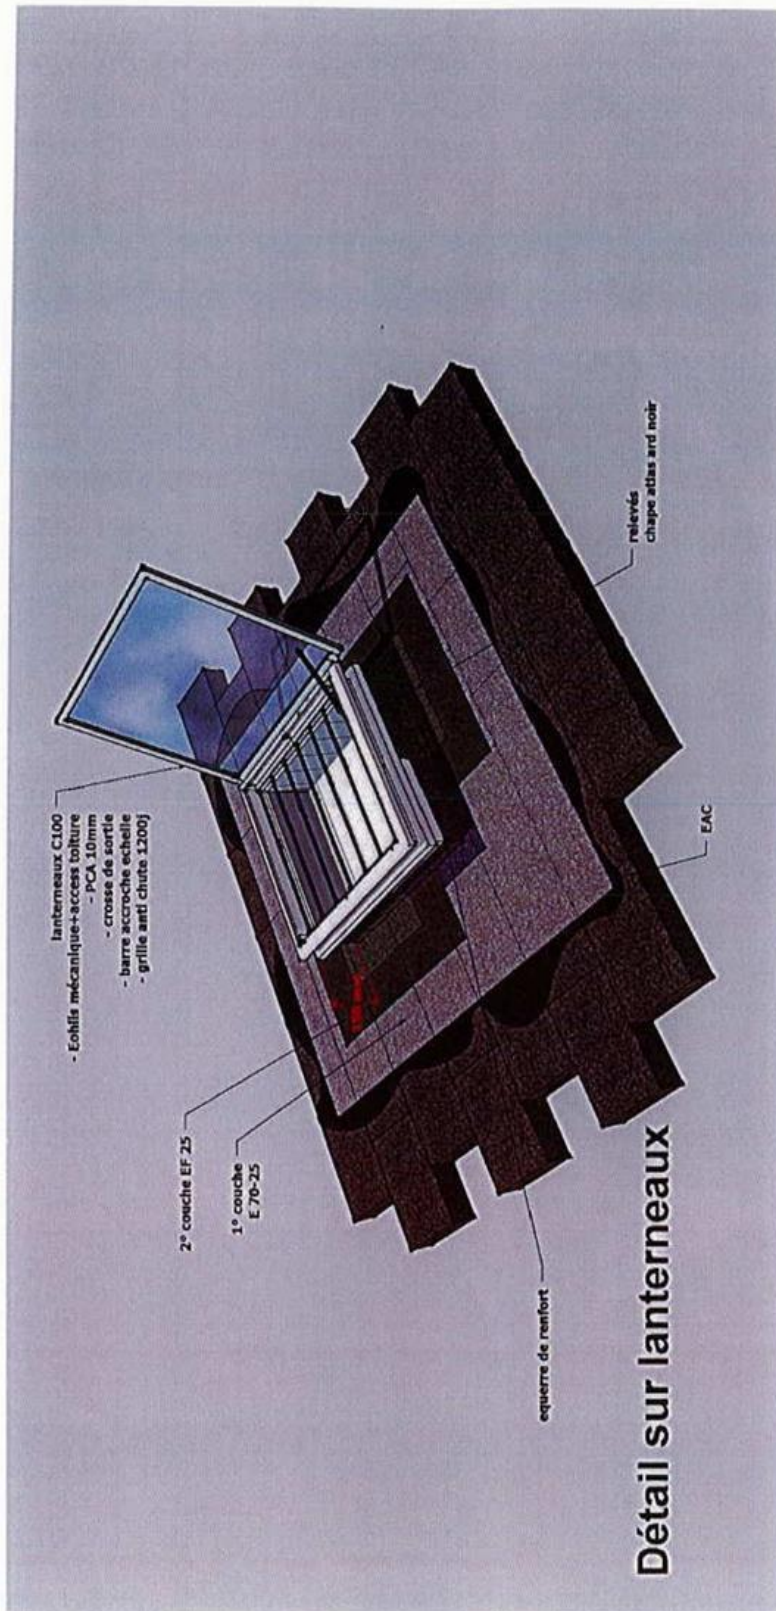 lanterneaux C100
- Eohlis mécanique+access toiture
- PCA 10mm
- crosse de sortie
- barre accroche echelle
- grille anti chute 1200j
2° couche EF 25
1° couche
E 70-25
equerre de renfort
relevés
chape atlas ard noir
EAC
Détail sur lanterneaux